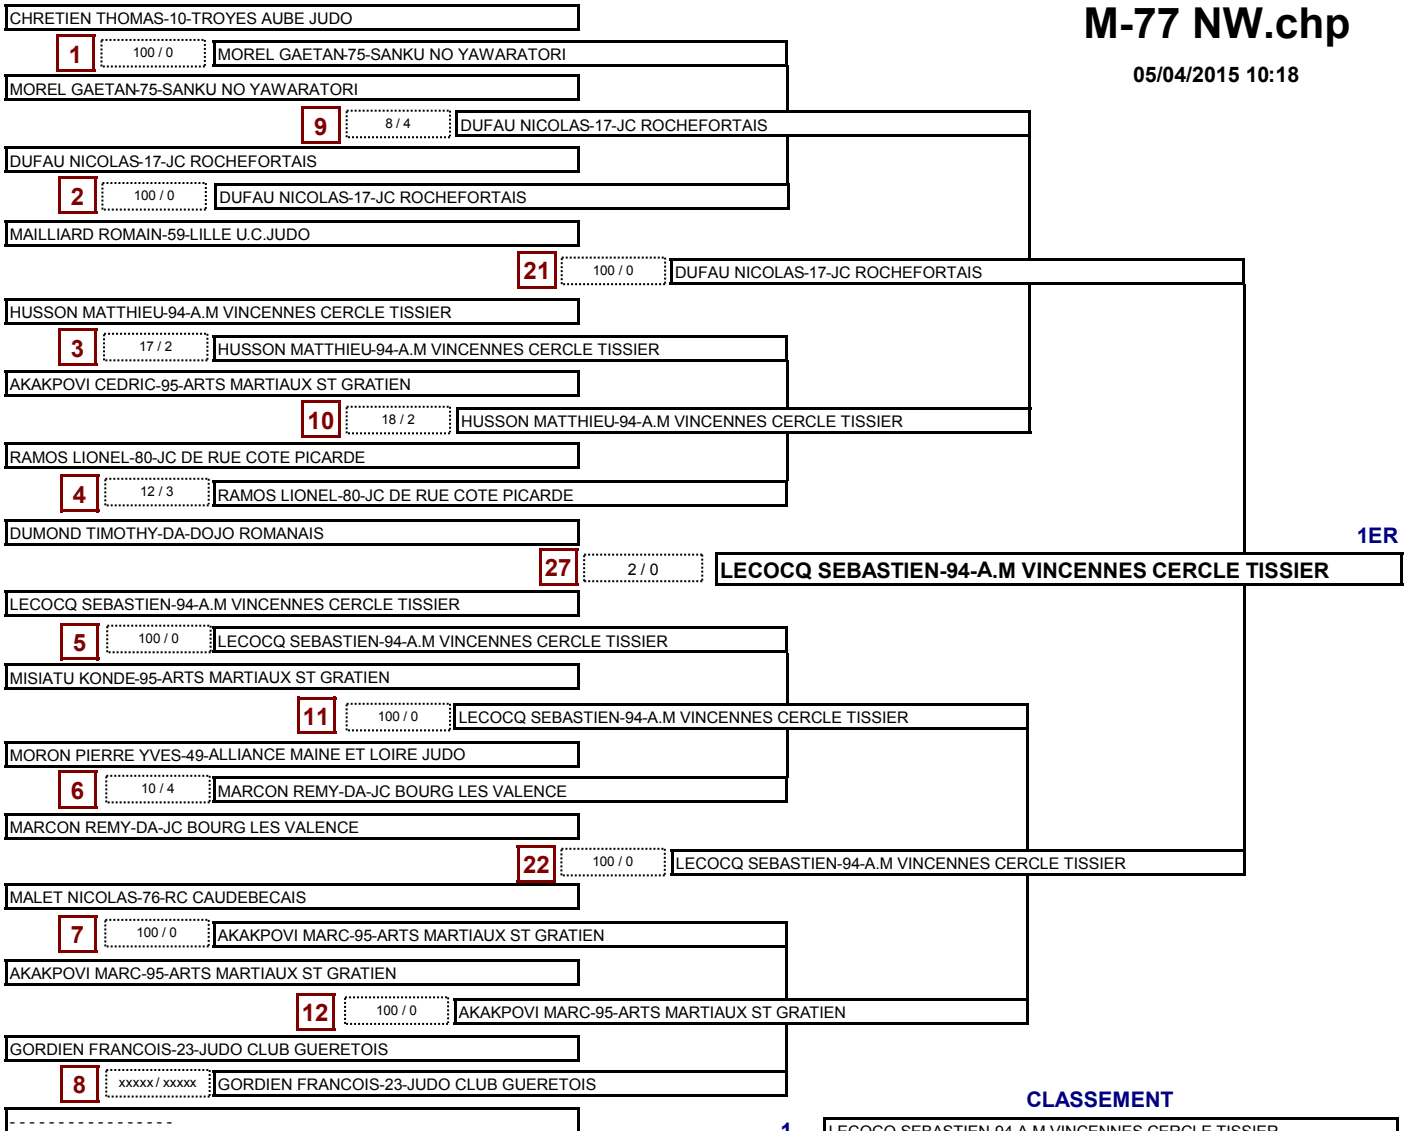 CHRETIEN THOMAS-10-TROYES AUBE JUDO
M-77 NW.chp
1 100 / 0 MOREL GAETAN-75-SANKU NO YAWARATORI
05/04/2015 10:18
MOREL GAETAN-75-SANKU NO YAWARATORI
9 8 / 4 DUFAU NICOLAS-17-JC ROCHEFORTAIS
DUFAU NICOLAS-17-JC ROCHEFORTAIS
2 100 / 0 DUFAU NICOLAS-17-JC ROCHEFORTAIS
MAILLIARD ROMAIN-59-LILLE U.C.JUDO
21 100 / 0 DUFAU NICOLAS-17-JC ROCHEFORTAIS
HUSSON MATTHIEU-94-A.M VINCENNES CERCLE TISSIER
3 17 / 2 HUSSON MATTHIEU-94-A.M VINCENNES CERCLE TISSIER
AKAKPOVI CEDRIC-95-ARTS MARTIAUX ST GRATIEN
10 18 / 2 HUSSON MATTHIEU-94-A.M VINCENNES CERCLE TISSIER
RAMOS LIONEL-80-JC DE RUE COTE PICARDE
4 12 / 3 RAMOS LIONEL-80-JC DE RUE COTE PICARDE
DUMOND TIMOTHY-DA-DOJO ROMANAIS
1ER
27 2 / 0 LECOCQ SEBASTIEN-94-A.M VINCENNES CERCLE TISSIER
LECOCQ SEBASTIEN-94-A.M VINCENNES CERCLE TISSIER
5 100 / 0 LECOCQ SEBASTIEN-94-A.M VINCENNES CERCLE TISSIER
MISIATU KONDE-95-ARTS MARTIAUX ST GRATIEN
11 100 / 0 LECOCQ SEBASTIEN-94-A.M VINCENNES CERCLE TISSIER
MORON PIERRE YVES-49-ALLIANCE MAINE ET LOIRE JUDO
6 10 / 4 MARCON REMY-DA-JC BOURG LES VALENCE
MARCON REMY-DA-JC BOURG LES VALENCE
22 100 / 0 LECOCQ SEBASTIEN-94-A.M VINCENNES CERCLE TISSIER
MALET NICOLAS-76-RC CAUDEBECAIS
7 100 / 0 AKAKPOVI MARC-95-ARTS MARTIAUX ST GRATIEN
AKAKPOVI MARC-95-ARTS MARTIAUX ST GRATIEN
12 100 / 0 AKAKPOVI MARC-95-ARTS MARTIAUX ST GRATIEN
GORDIEN FRANCOIS-23-JUDO CLUB GUERETOIS
8 xxxxx / xxxxx GORDIEN FRANCOIS-23-JUDO CLUB GUERETOIS
CLASSEMENT
- - - - - - - - - - - - - - - - -
1 LECOCQ SEBASTIEN-94-A.M VINCENNES CERCLE TISSIER